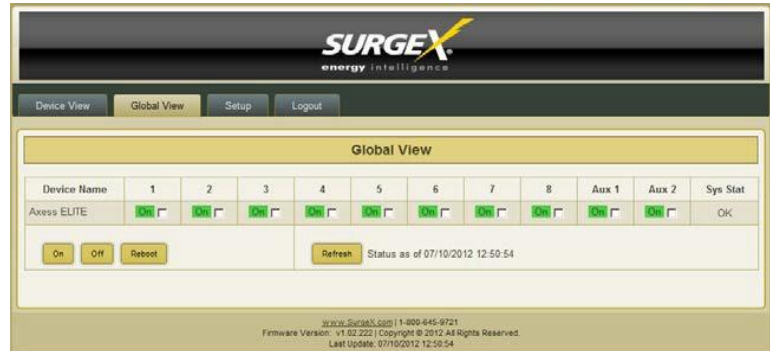 SURGEX.
energy intelligence
Device View Global View Setup Logout
Global View
Device Name 1 2 3 4 5 6 7 8 Aux 1 Aux 2 Sys Stat
Axess ELITE On On On On On On On On On On OK
On Off Reboot Refresh Status as of 07/10/2012 12:50:54
www.SurgeX.com | 1-800-645-9721
Firmware Version: v1.02.222 | Copyright © 2012 All Rights Reserved.
Last Update: 07/10/2012 12:50:54